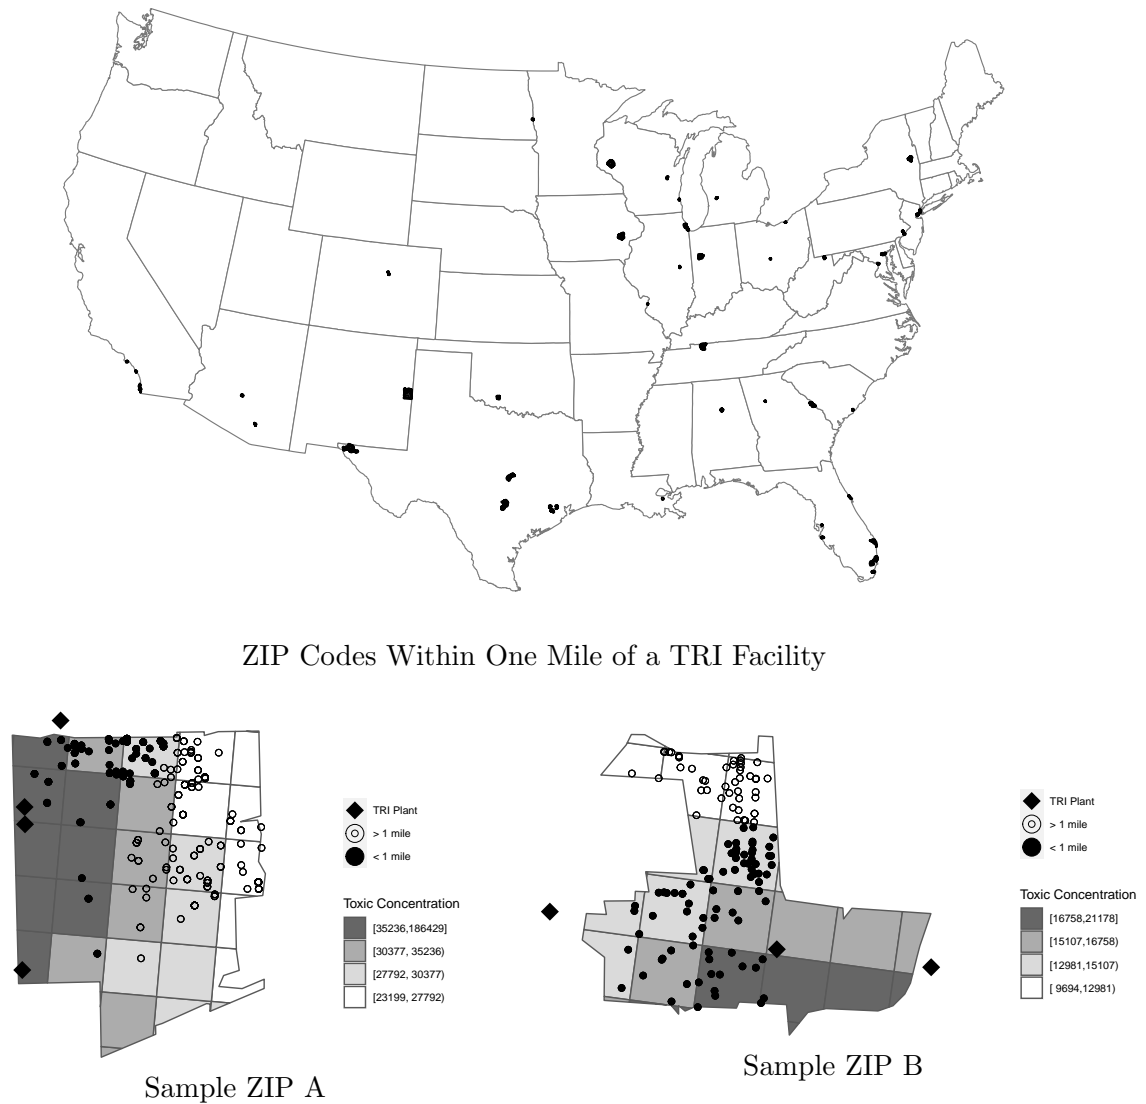 ZIP Codes Within One Mile of a TRI Facility
TRI Plant
> 1 mile
< 1 mile
Toxic Concentration
[35236,186429]
[30377, 35236)
[27792, 30377)
[23199, 27792)
Sample ZIP A
TRI Plant
> 1 mile
< 1 mile
Toxic Concentration
[16758,21178]
[15107,16758)
[12981,15107)
[ 9694,12981)
Sample ZIP B